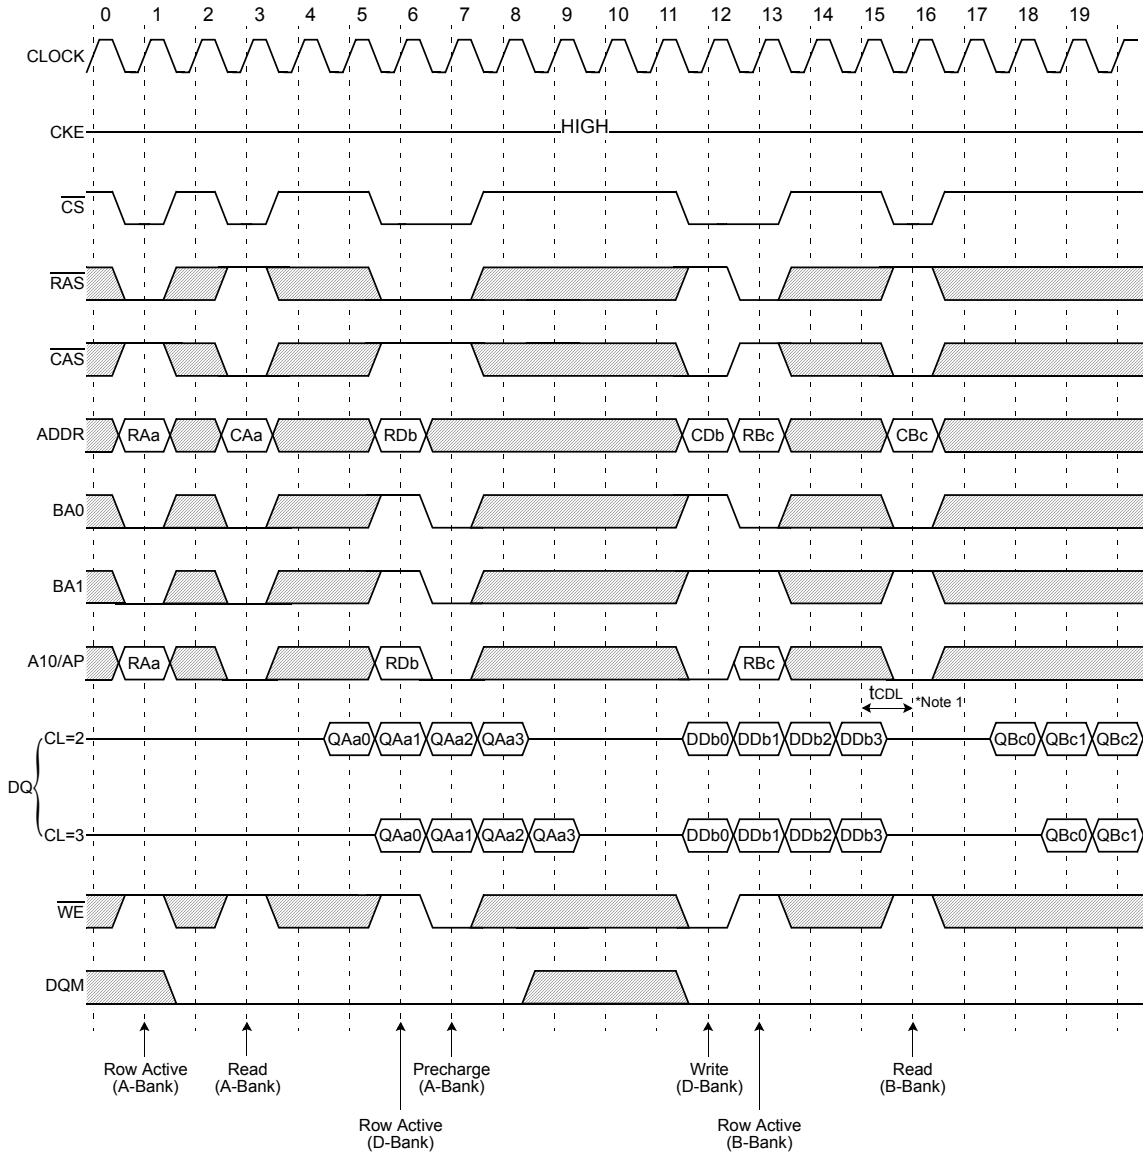 0 1 2 3 4 5 6 7 8 9 10 11 12 13 14 15 16 17 18 19
CLOCK
CKE HIGH
CS
RAS
CAS
ADDR RAa CAa RDb CDb RBc CBc
BA0
BA1
A10/AP RAa RDb RBc
tCDL *Note 1
CL=2 QAa0 QAa1 QAa2 QAa3 DDb0 DDb1 DDb2 DDb3 QBc0 QBc1 QBc2
DQ
CL=3 QAa0 QAa1 QAa2 QAa3 DDb0 DDb1 DDb2 DDb3 QBc0 QBc1
WE
DQM
Row Active
(A-Bank)
Read
(A-Bank)
Precharge
(A-Bank)
Write
(D-Bank)
Read
(B-Bank)
Row Active
(D-Bank)
Row Active
(B-Bank)